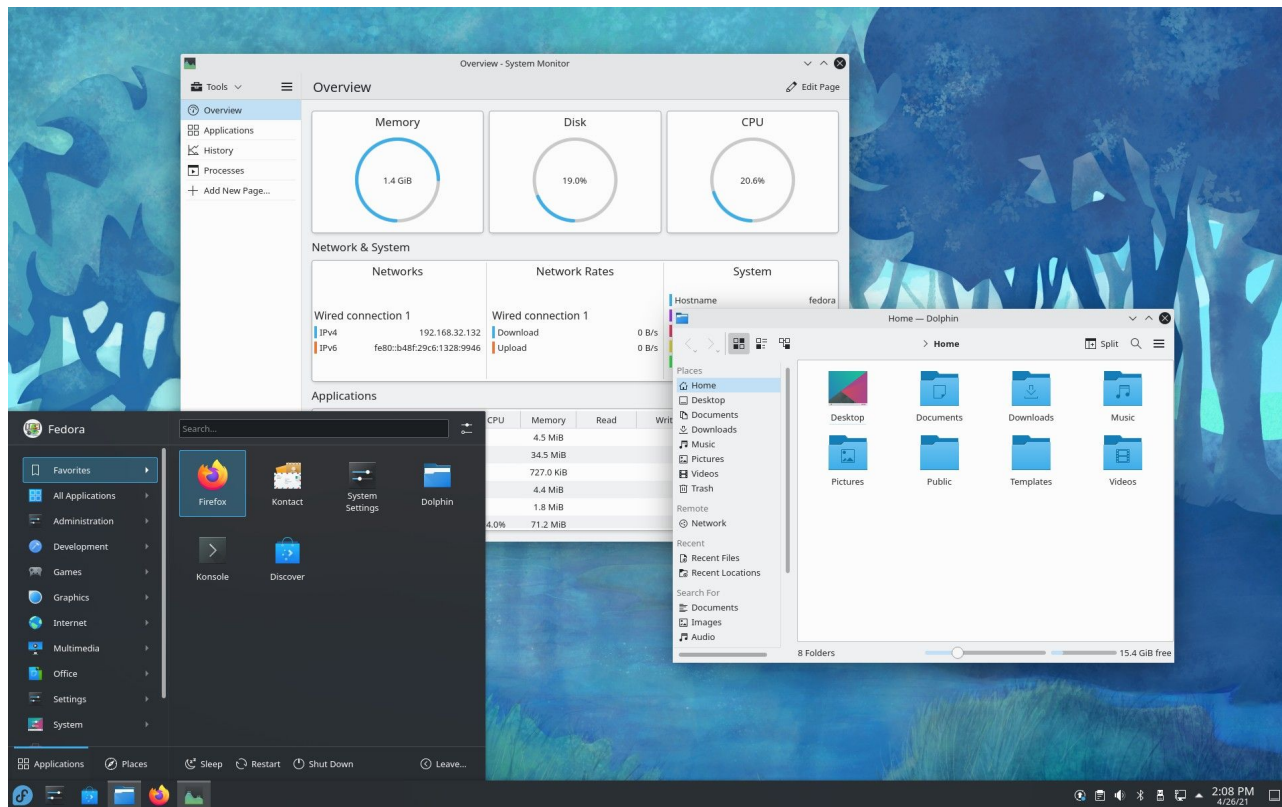 Overview - System Monitor
Tools
Overview
Edit Page
Overview
Applications
History
Processes
Add New Page...
Memory
Disk
CPU
1.4 GiB
19.0%
20.6%
Network & System
Networks
Network Rates
System
Hostname fedora
Wired connection 1
Wired connection 1
IPv4 192.168.32.132
Download 0 B/s
IPv6 fe80::b48f:29c6:1328:9946
Upload 0 B/s
Applications
CPU Memory Read
4.5 MiB
34.5 MiB
727.0 KiB
4.4 MiB
1.8 MiB
4.0% 71.2 MiB
Home — Dolphin
> Home
Split
Places
Home
Desktop
Documents
Downloads
Music
Pictures
Videos
Trash
Remote
Network
Recent
Recent Files
Recent Locations
Search For
Documents
Images
Audio
Desktop
Documents
Downloads
Music
Pictures
Public
Templates
Videos
8 Folders
15.4 GiB free
Fedora
Search...
Favorites
All Applications
Administration
Development
Games
Graphics
Internet
Multimedia
Office
Settings
System
Firefox
Kontact
System
Settings
Dolphin
Konsole
Discover
Applications
Places
Sleep
Restart
Shut Down
Leave...
2:08 PM
4/26/21